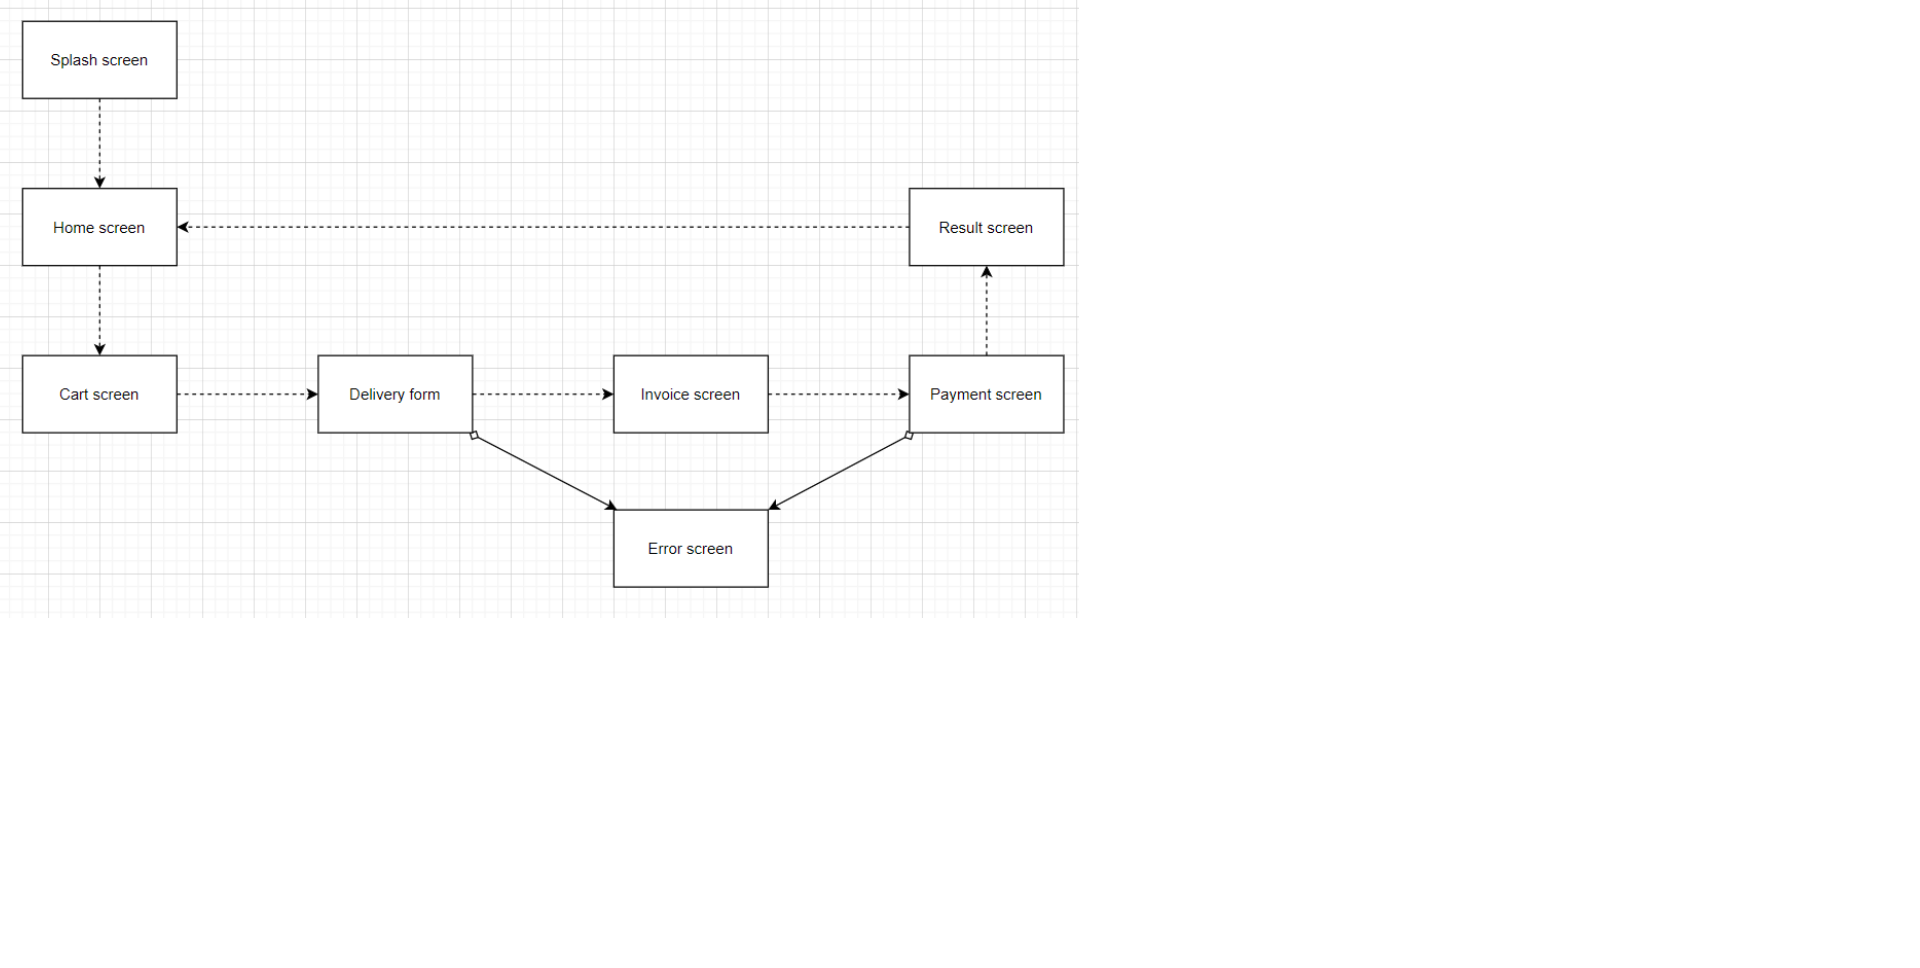 Splash screen
Home screen
Result screen
Cart screen
Delivery form
Invoice screen
Payment screen
Error screen